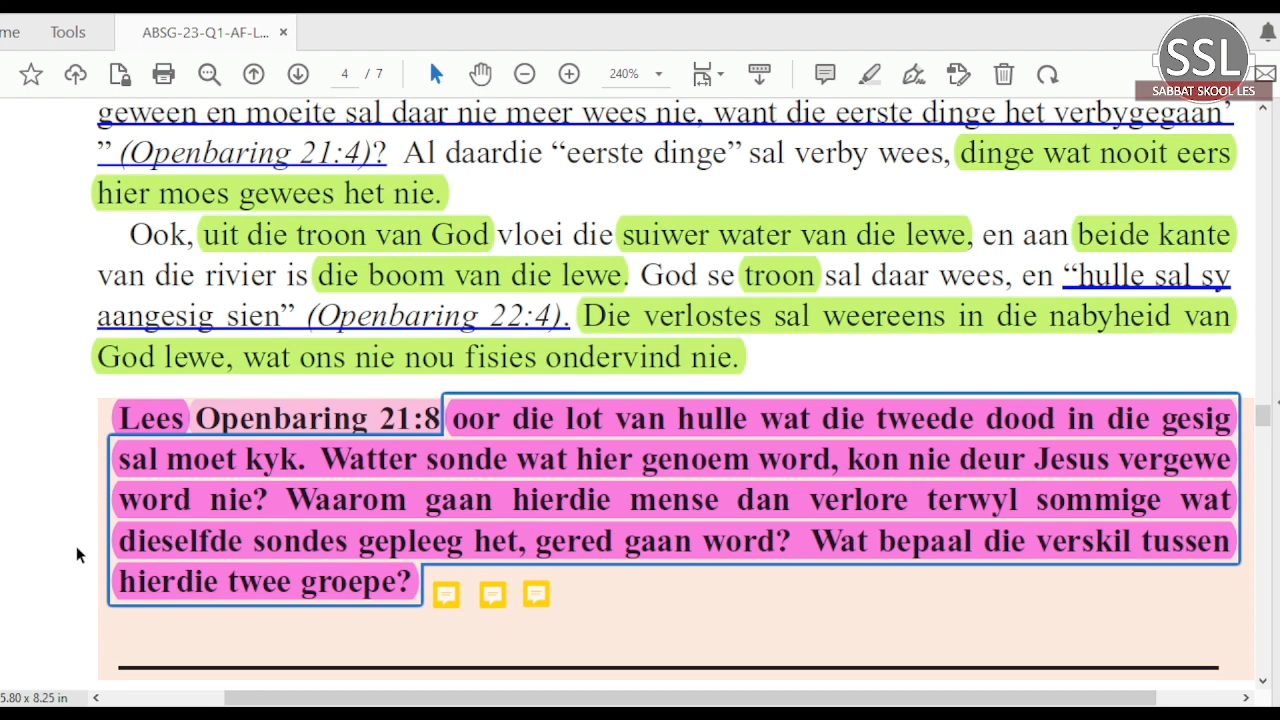 me Tools ABSG-23-Q1-AF-L... ×
SSL
SABBAT SKOOL LES
4 / 7 240%
geween en moeite sal daar nie meer wees nie, want die eerste dinge het verbygegaan’
” (Openbaring 21:4)? Al daardie “eerste dinge” sal verby wees, dinge wat nooit eers
hier moes gewees het nie.
Ook, uit die troon van God vloei die suiwer water van die lewe, en aan beide kante
van die rivier is die boom van die lewe. God se troon sal daar wees, en “hulle sal sy
aangesig sien” (Openbaring 22:4). Die verlostes sal weereens in die nabyheid van
God lewe, wat ons nie nou fisies ondervind nie.
Lees Openbaring 21:8 oor die lot van hulle wat die tweede dood in die gesig
sal moet kyk. Watter sonde wat hier genoem word, kon nie deur Jesus vergewe
word nie? Waarom gaan hierdie mense dan verlore terwyl sommige wat
dieselfde sondes gepleeg het, gered gaan word? Wat bepaal die verskil tussen
hierdie twee groepe?
5.80 x 8.25 in